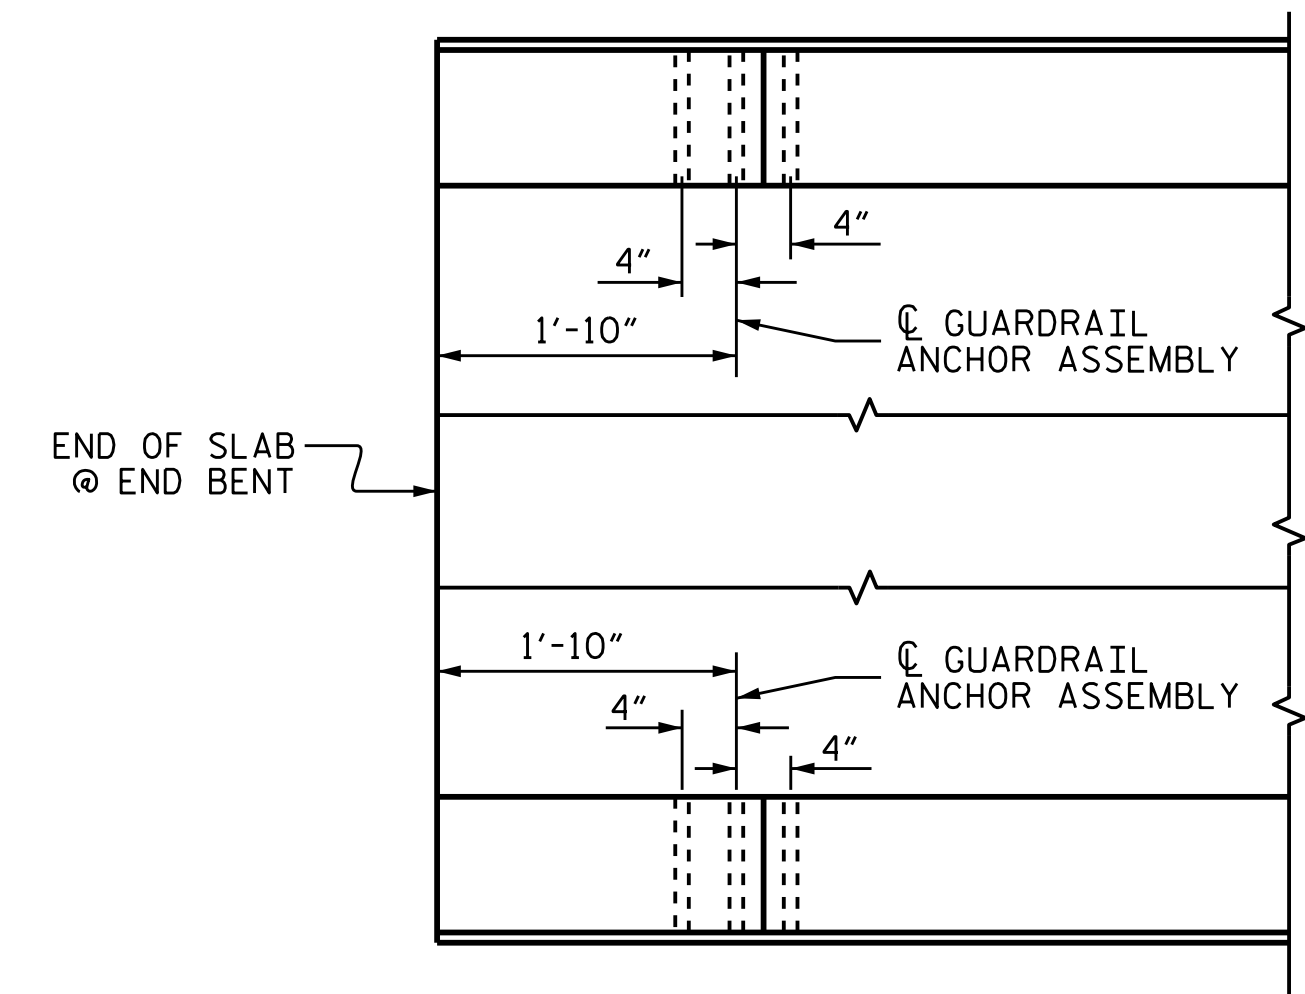 4"
4"
1'-10"
℄ GUARDRAIL
ANCHOR ASSEMBLY
END OF SLAB
@ END BENT
1'-10"
℄ GUARDRAIL
ANCHOR ASSEMBLY
4"
4"